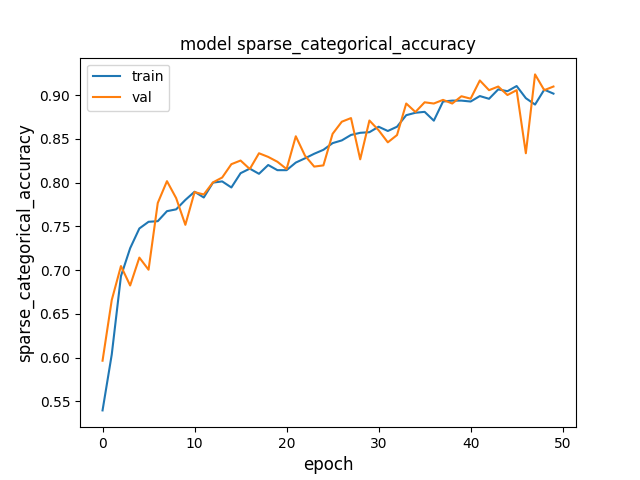 model sparse_categorical_accuracy
train
val
sparse_categorical_accuracy
0.90
0.85
0.80
0.75
0.70
0.65
0.60
0.55
0 10 20 30 40 50
epoch